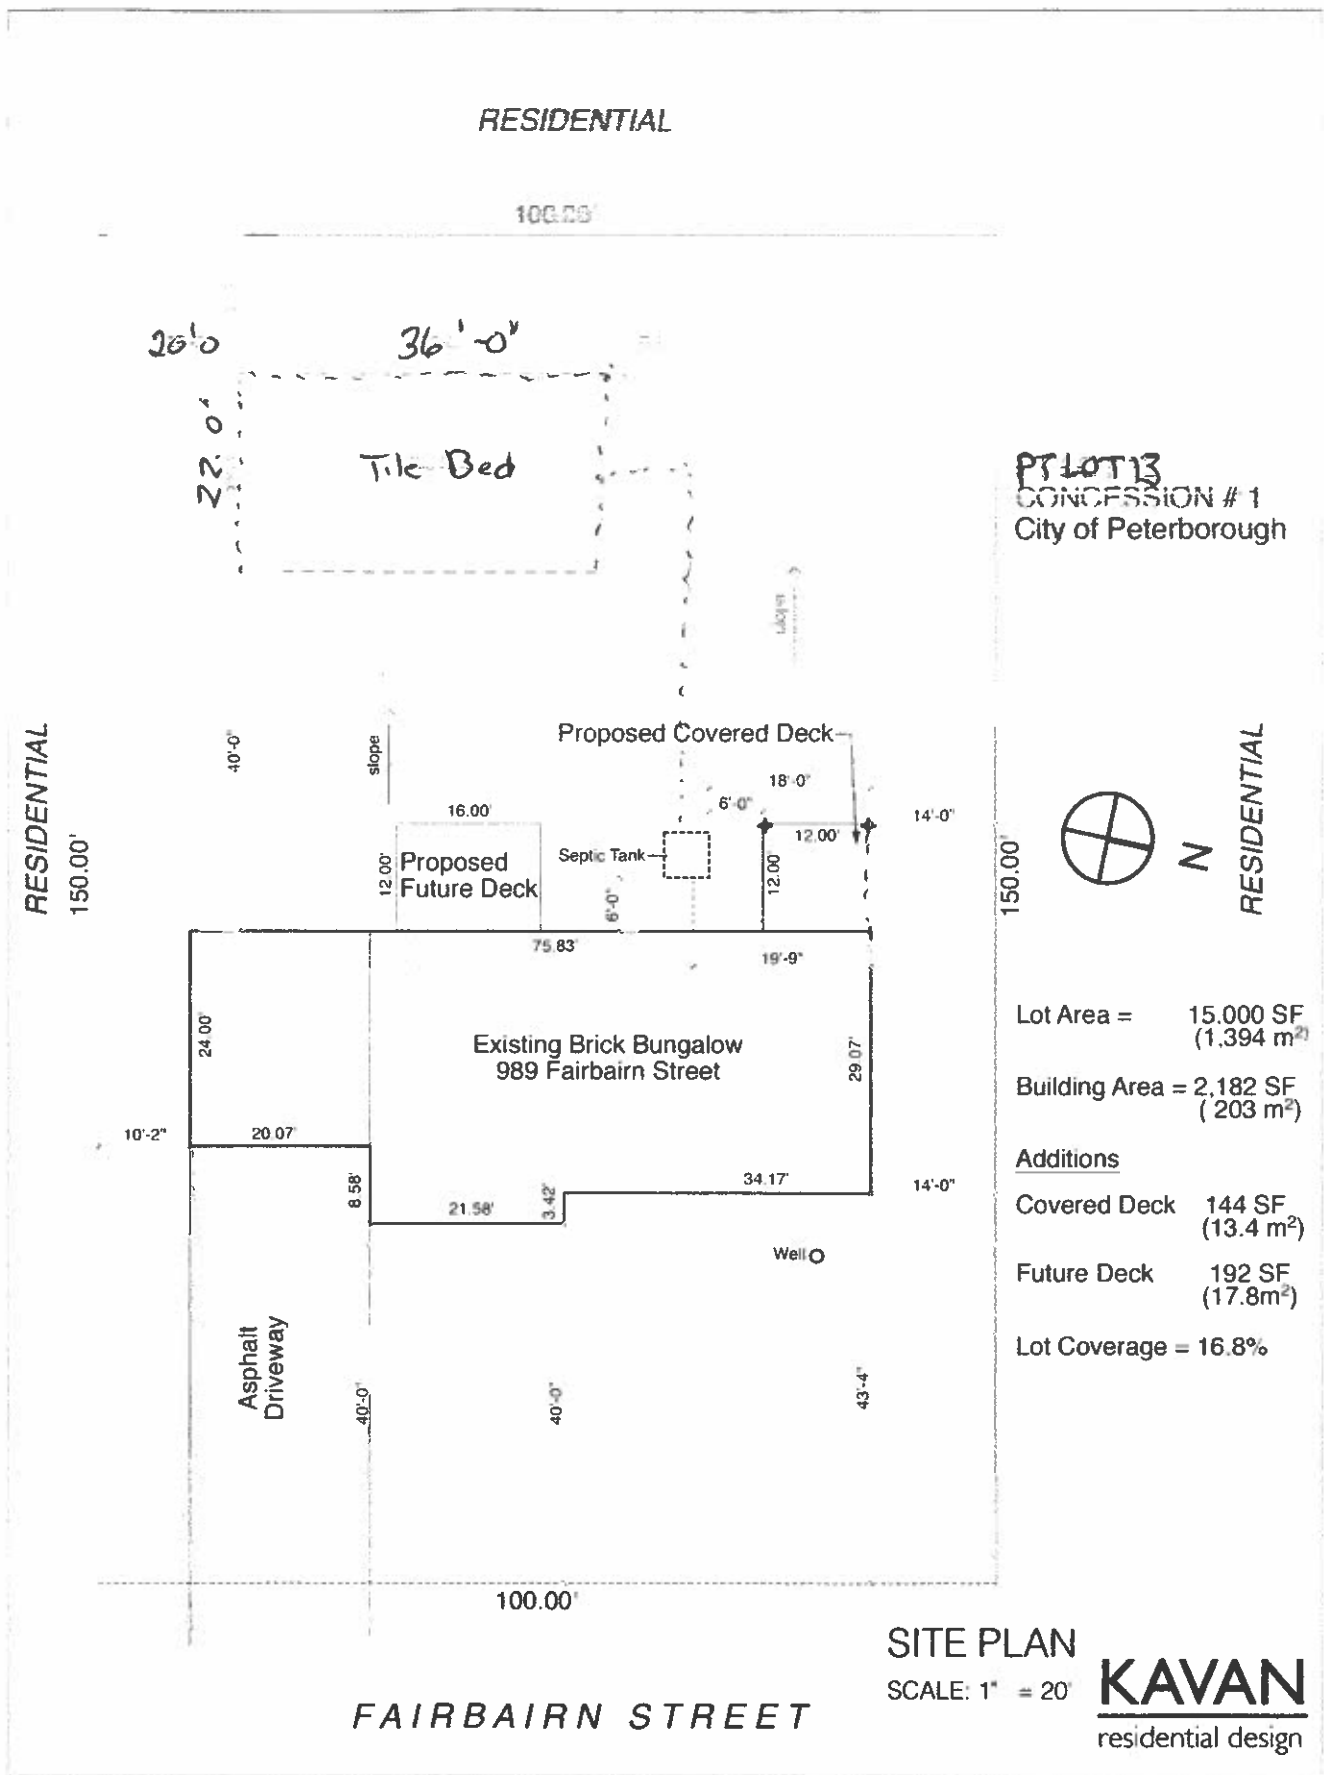 RESIDENTIAL
100.00'
20'0
36'-0"
22'.0"
Tile Bed
PT LOT 13
CONCESSION # 1
City of Peterborough
RESIDENTIAL
150.00'
40'-0"
slope
slope
Proposed Covered Deck
18'-0"
6'-0"
14'-0"
16.00'
12.00'
12.00'
Proposed
Future Deck
Septic Tank
6'-0"
12.00'
150.00'
N
RESIDENTIAL
75.83'
19'-9"
24.00'
Existing Brick Bungalow
989 Fairbairn Street
29.07'
Lot Area = 15,000 SF
(1,394 m²)
Building Area = 2,182 SF
( 203 m²)
10'-2"
20.07'
8.58'
21.58'
3.42'
34.17'
14'-0"
Additions
Covered Deck 144 SF
(13.4 m²)
Well
Future Deck 192 SF
(17.8m²)
Lot Coverage = 16.8%
Asphalt
Driveway
40'-0"
40'-0"
43'-4"
100.00'
SITE PLAN
SCALE: 1" = 20'
KAVAN
residential design
FAIRBAIRN STREET